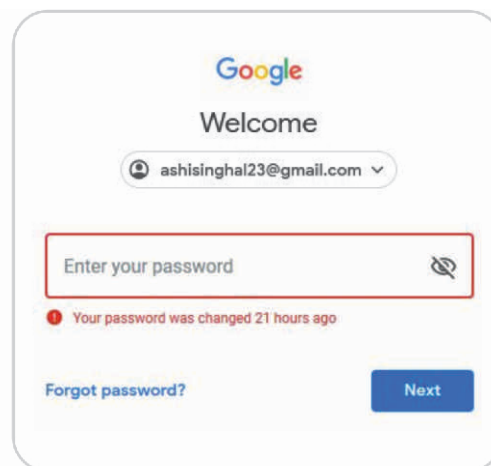 Google
Welcome
ashisinghal23@gmail.com
Enter your password
Your password was changed 21 hours ago
Forgot password? Next